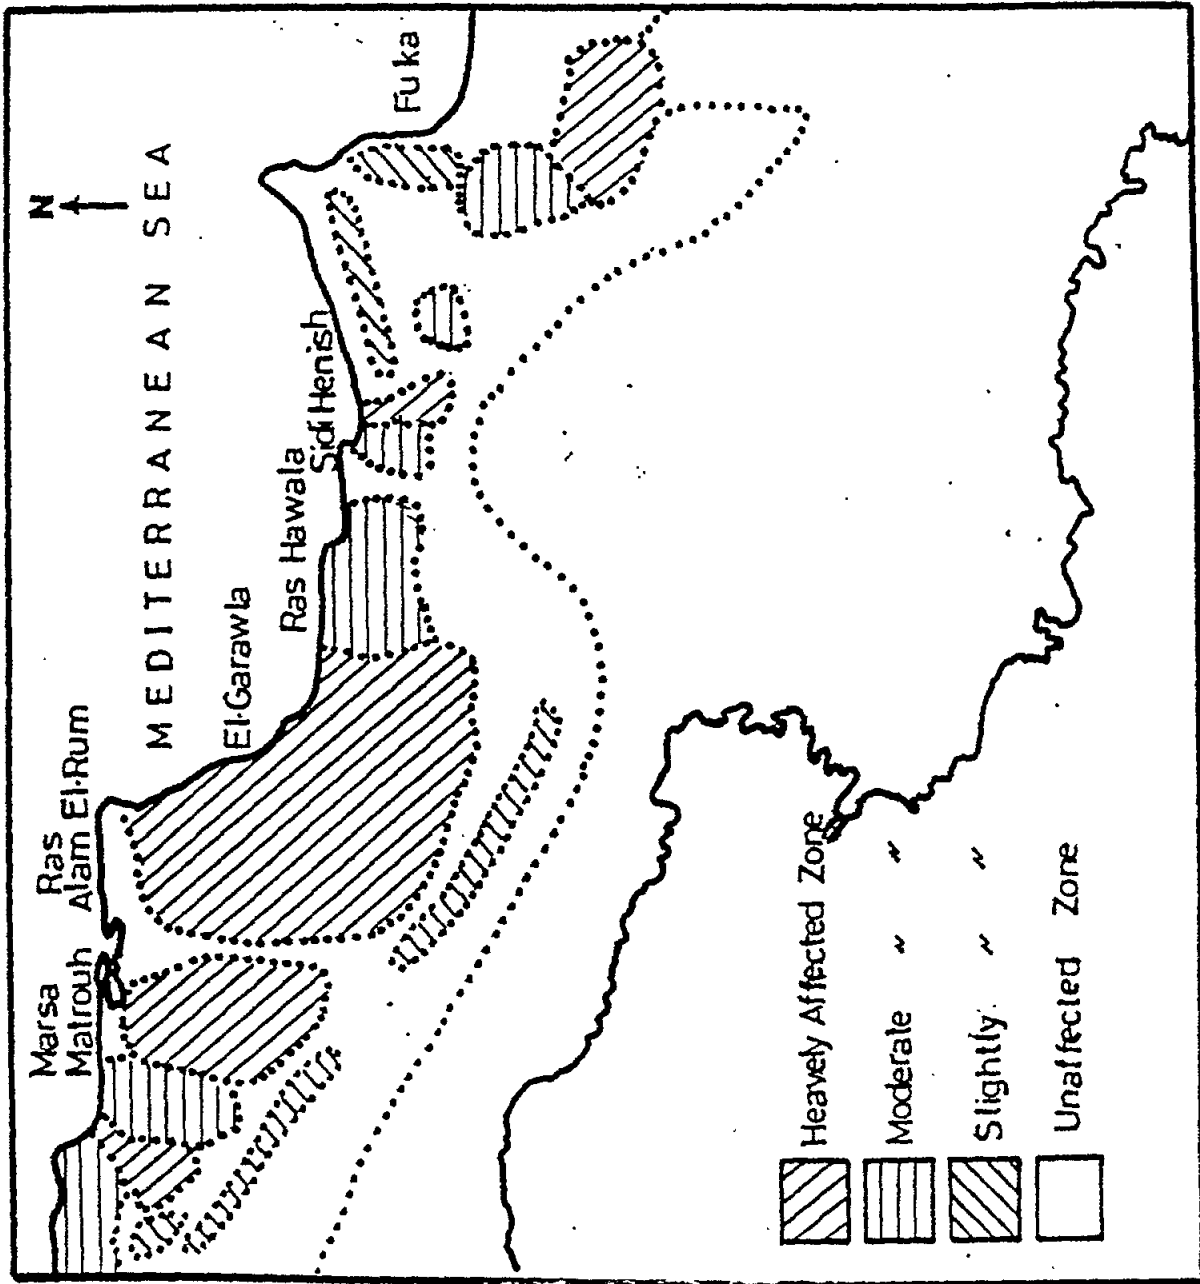 N
MEDITERRANEAN SEA
Marsa
Matrouh
Ras
Alam El-Rum
El-Garawla
Ras Hawala
Sidi Henish
Fuka
Heavely Affected Zone
Moderate 〃 〃
Slightly 〃 〃
Unaffected Zone